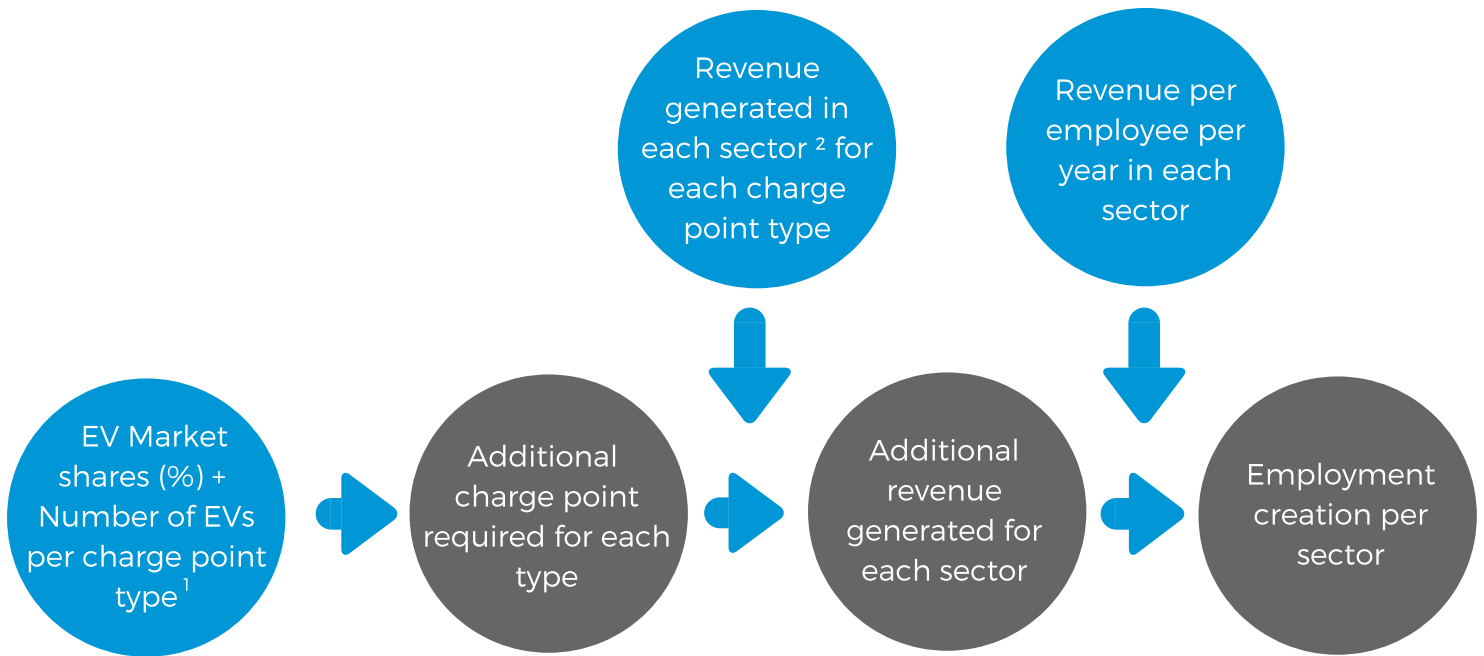 Revenue
generated in
each sector ² for
each charge
point type
Revenue per
employee per
year in each
sector
EV Market
shares (%) +
Number of EVs
per charge point
type¹
Additional
charge point
required for each
type
Additional
revenue
generated for
each sector
Employment
creation per
sector